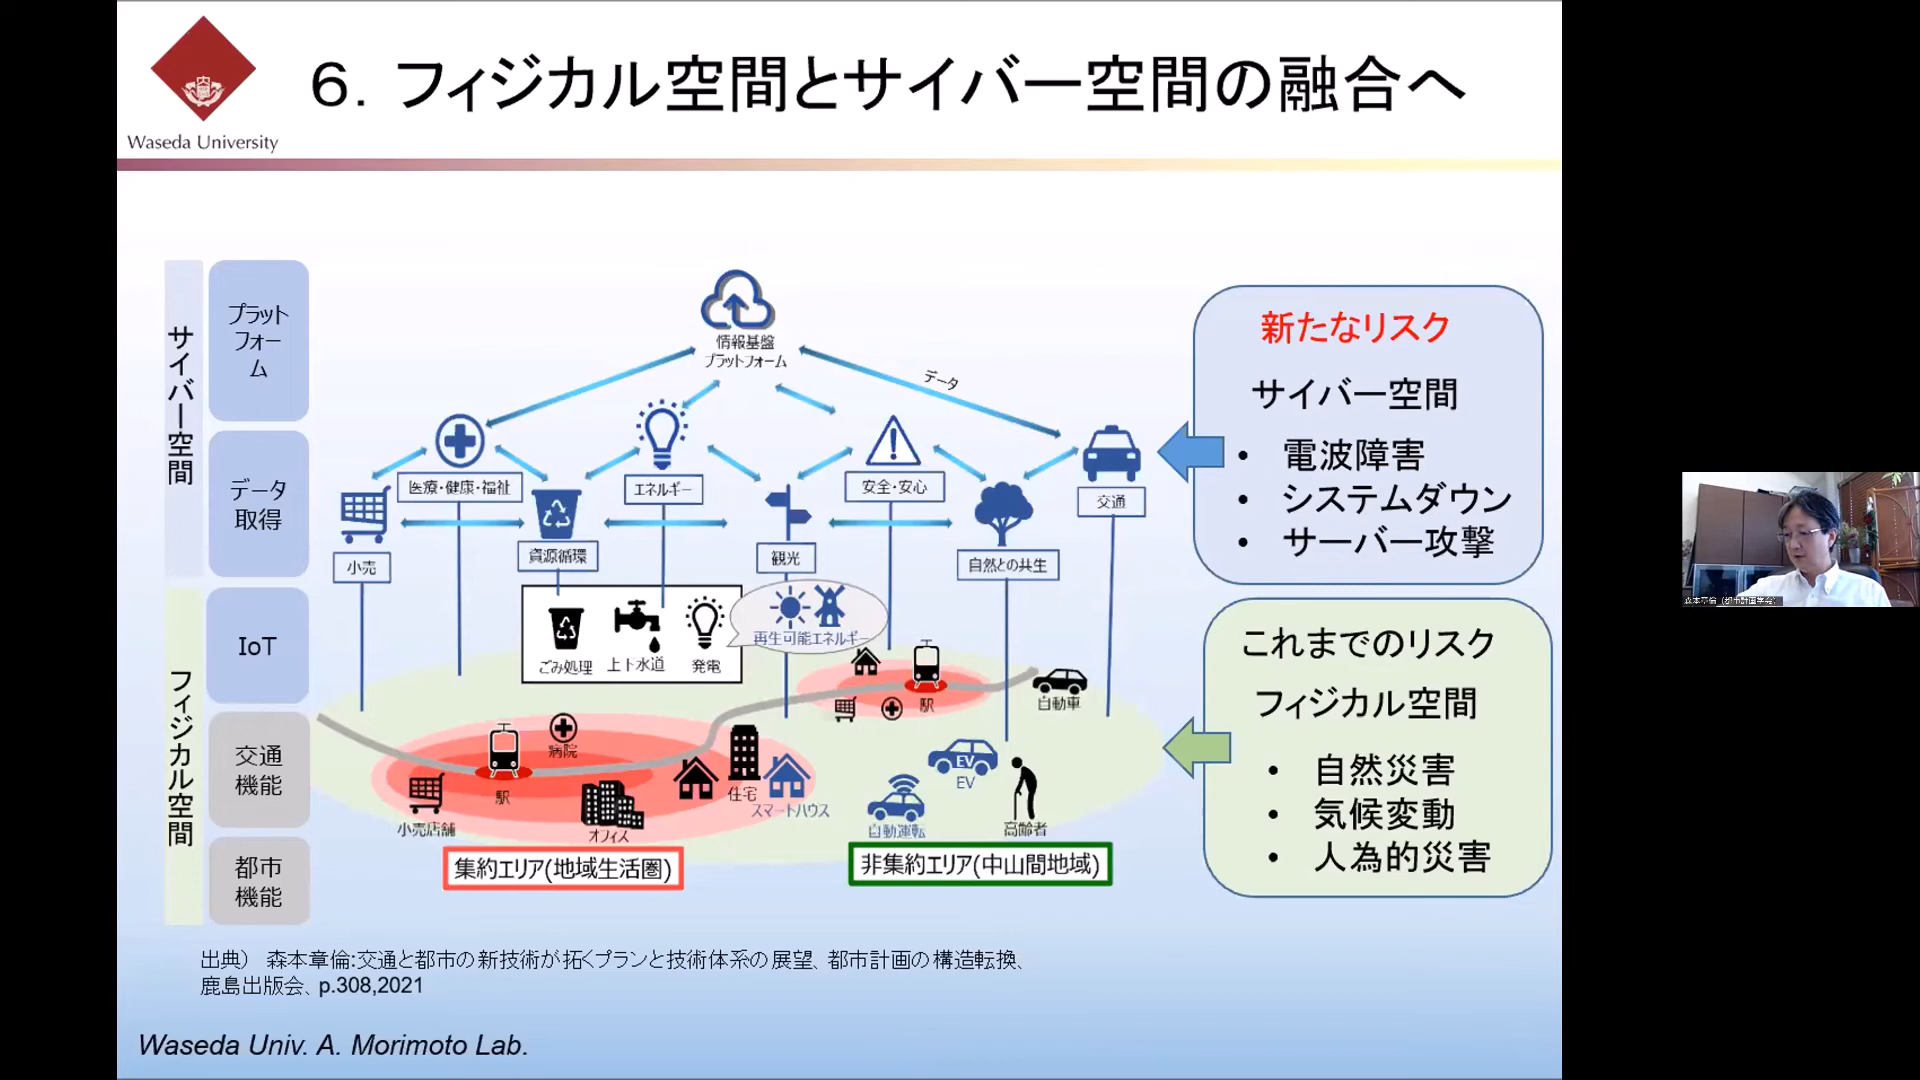 6. フィジカル空間とサイバー空間の融合へ
Waseda University
サイバー空間
プラット
フォー
ム
データ
取得
フィジカル空間
IoT
交通
機能
都市
機能
情報基盤
プラットフォーム
データ
医療・健康・福祉
エネルギー
安全・安心
交通
小売
資源循環
観光
自然との共生
ごみ処理
上下水道
発電
再生可能エネルギー
駅
自動車
病院
駅
小売店舗
オフィス
住宅
スマートハウス
EV
EV
自動運転
高齢者
集約エリア(地域生活圏)
非集約エリア(中山間地域)
新たなリスク
サイバー空間
• 電波障害
• システムダウン
• サーバー攻撃
これまでのリスク
フィジカル空間
• 自然災害
• 気候変動
• 人為的災害
出典） 森本章倫:交通と都市の新技術が拓くプランと技術体系の展望、都市計画の構造転換、
鹿島出版会、p.308,2021
Waseda Univ. A. Morimoto Lab.
森本章倫（都市計画学会）